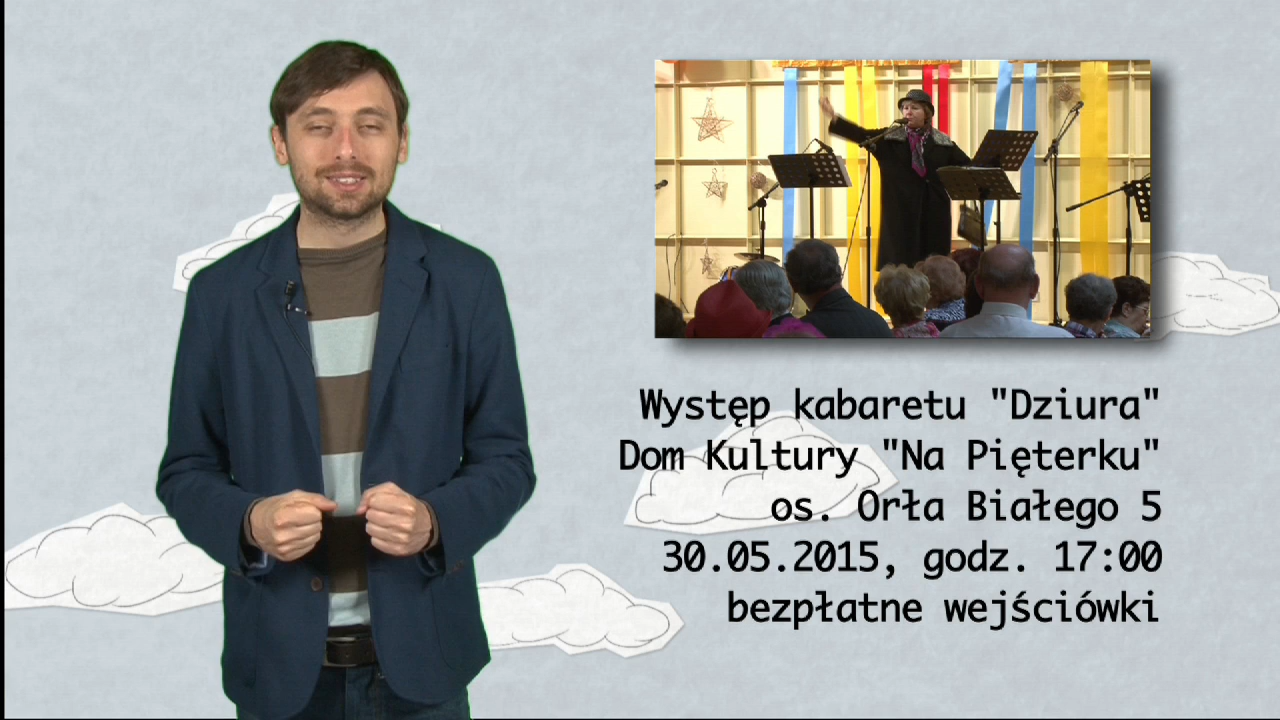 Występ kabaretu "Dziura"
Dom Kultury "Na Pięterku"
os. Orła Białego 5
30.05.2015, godz. 17:00
bezpłatne wejściówki